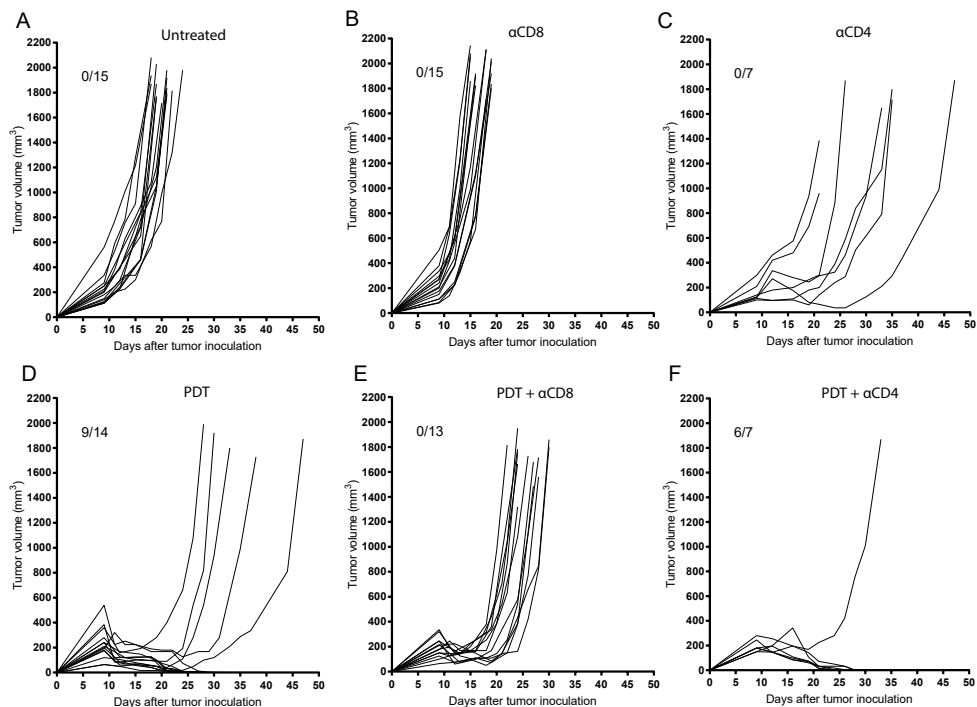 A
Untreated
2200
2000
1800
1600
1400
1200
1000
800
600
400
200
0
Tumor volume (mm³)
0/15
0 5 10 15 20 25 30 35 40 45 50
Days after tumor inoculation
B
αCD8
2200
2000
1800
1600
1400
1200
1000
800
600
400
200
0
Tumor volume (mm³)
0/15
0 5 10 15 20 25 30 35 40 45 50
Days after tumor inoculation
C
αCD4
2200
2000
1800
1600
1400
1200
1000
800
600
400
200
0
Tumor volume (mm³)
0/7
0 5 10 15 20 25 30 35 40 45 50
Days after tumor inoculation
D
PDT
2200
2000
1800
1600
1400
1200
1000
800
600
400
200
0
Tumor volume (mm³)
9/14
0 5 10 15 20 25 30 35 40 45 50
Days after tumor inoculation
E
PDT + αCD8
2200
2000
1800
1600
1400
1200
1000
800
600
400
200
0
Tumor volume (mm³)
0/13
0 5 10 15 20 25 30 35 40 45 50
Days after tumor inoculation
F
PDT + αCD4
2200
2000
1800
1600
1400
1200
1000
800
600
400
200
0
Tumor volume (mm³)
6/7
0 5 10 15 20 25 30 35 40 45 50
Days after tumor inoculation